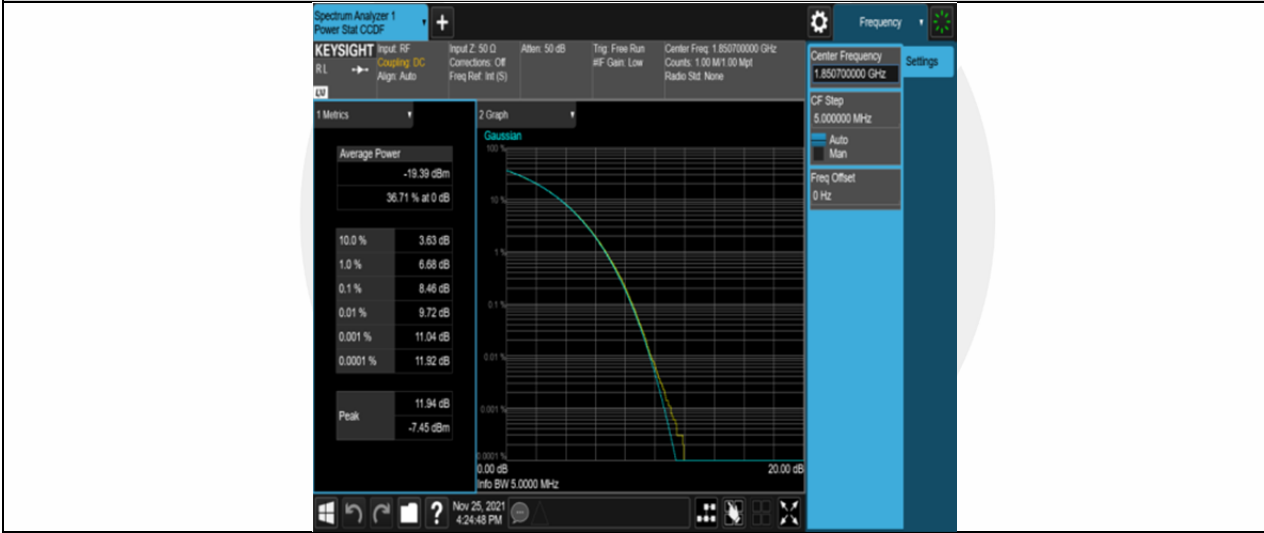 Spectrum Analyzer 1
Power Stat CCDF
Frequency
KEYSIGHT
RL
Input: RF
Coupling: DC
Align: Auto
Input Z: 50 Ω
Corrections: Off
Freq Ref: Int (S)
Atten: 50 dB
Trig: Free Run
#IF Gain: Low
Center Freq: 1.850700000 GHz
Counts: 1.00 M/1.00 Mpt
Radio Std: None
Center Frequency
1.850700000 GHz
Settings
CF Step
5.000000 MHz
Auto
Man
Freq Offset
0 Hz
1 Metrics
Average Power
-19.39 dBm
36.71 % at 0 dB
10.0 % 3.63 dB
1.0 % 6.68 dB
0.1 % 8.46 dB
0.01 % 9.72 dB
0.001 % 11.04 dB
0.0001 % 11.92 dB
Peak
11.94 dB
-7.45 dBm
2 Graph
Gaussian
100 %
10 %
1 %
0.1 %
0.01 %
0.001 %
0.0001 %
0.00 dB 20.00 dB
Info BW 5.0000 MHz
?
Nov 25, 2021
4:24:48 PM